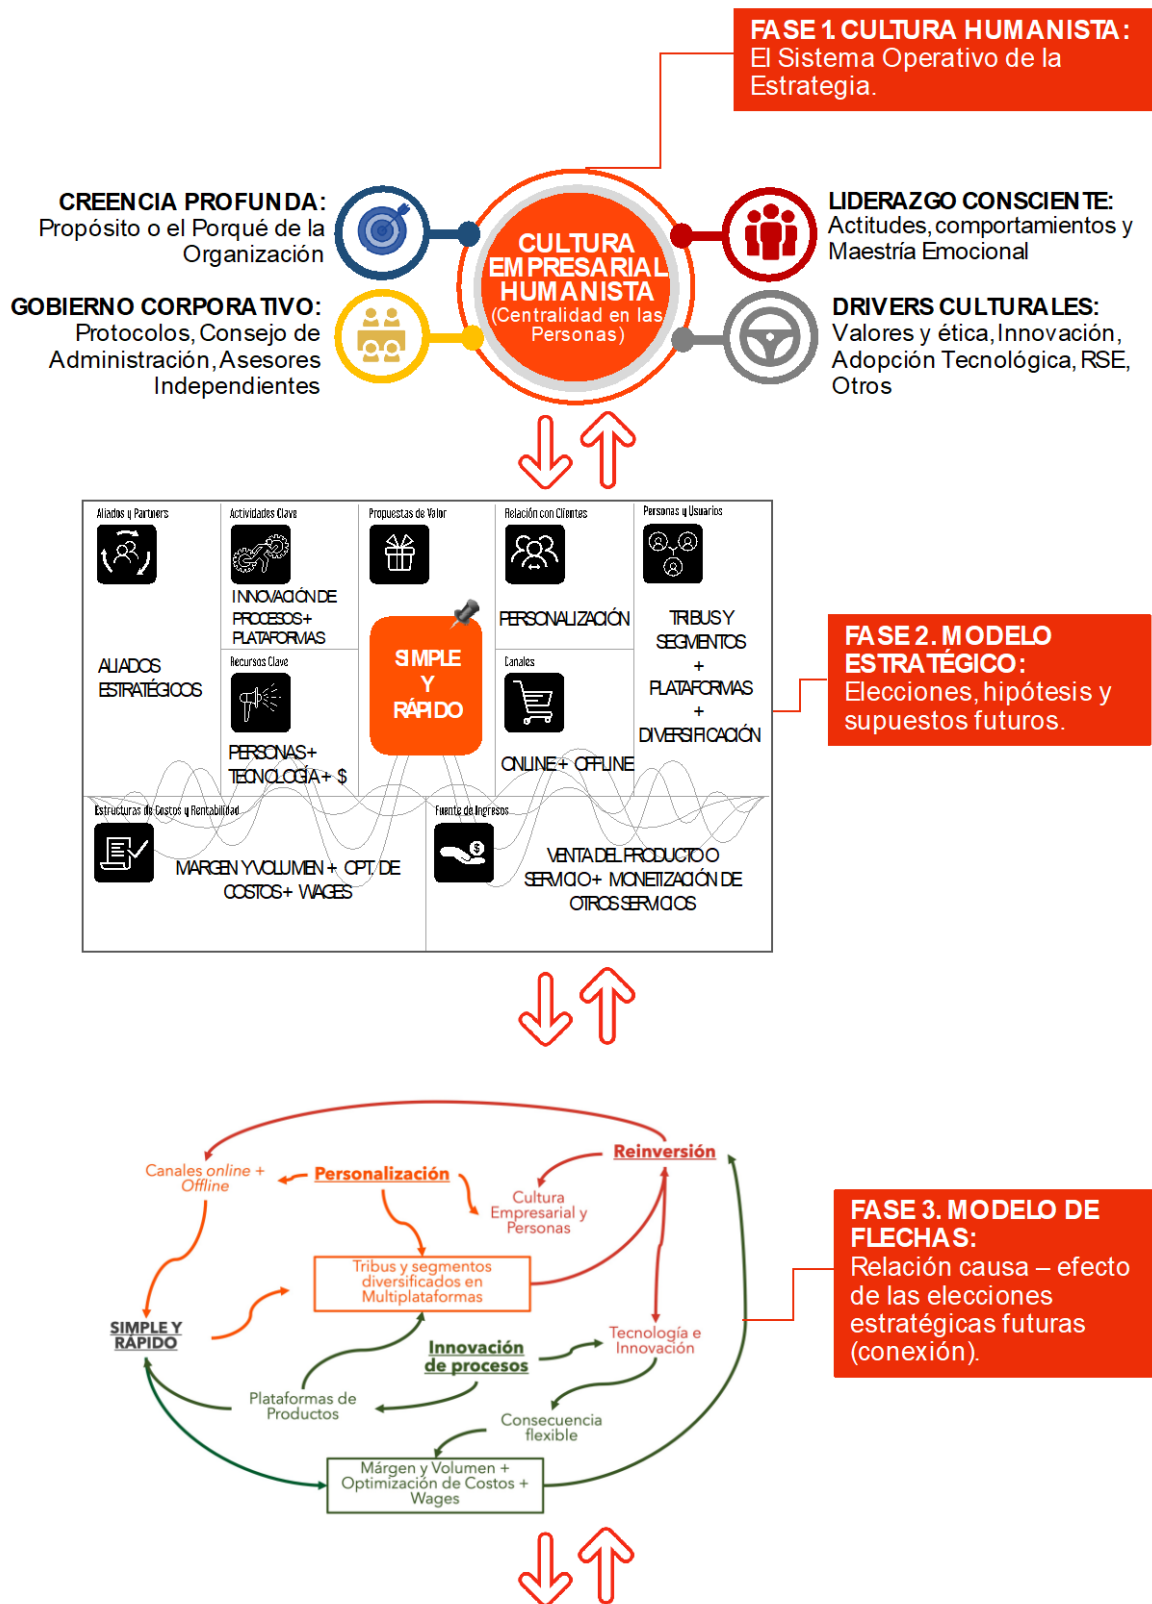 FASE 1. CULTURA HUMANISTA:
El Sistema Operativo de la
Estrategia.
CREENCIA PROFUNDA:
Propósito o el Porqué de la
Organización
GOBIERNO CORPORATIVO:
Protocolos, Consejo de
Administración, Asesores
Independientes
CULTURA
EMPRESARIAL
HUMANISTA
(Centralidad en las
Personas)
LIDERAZGO CONSCIENTE:
Actitudes, comportamientos y
Maestría Emocional
DRIVERS CULTURALES:
Valores y ética, Innovación,
Adopción Tecnológica, RSE,
Otros
Aliados y Partners
ALIADOS
ESTRATÉGICOS
Actividades Clave
INNOVACIÓN DE
PROCESOS +
PLATAFORMAS
Recursos Clave
PERSONAS +
TECNOLOGÍA + $
Propuestas de Valor
SIMPLE
Y
RÁPIDO
Relación con Clientes
PERSONALIZACIÓN
Canales
ONLINE + OFFLINE
Personas y Usuarios
TRIBUS Y
SEGMENTOS
+
PLATAFORMAS
+
DIVERSIFICACIÓN
Estructuras de Costos y Rentabilidad
MARGEN Y VOLUMEN + OPT. DE
COSTOS + WAGES
Fuente de Ingresos
$
VENTA DEL PRODUCTO O
SERVICIO + MONETIZACIÓN DE
OTROS SERVICIOS
FASE 2. MODELO
ESTRATÉGICO:
Elecciones, hipótesis y
supuestos futuros.
Reinversión
Canales online +
Offline
Personalización
Cultura
Empresarial y
Personas
Tribus y segmentos
diversificados en
Multiplataformas
SIMPLE Y
RÁPIDO
Innovación
de procesos
Tecnología e
Innovación
Plataformas de
Productos
Consecuencia
flexible
Márgen y Volumen +
Optimización de Costos +
Wages
FASE 3. MODELO DE
FLECHAS:
Relación causa – efecto
de las elecciones
estratégicas futuras
(conexión).